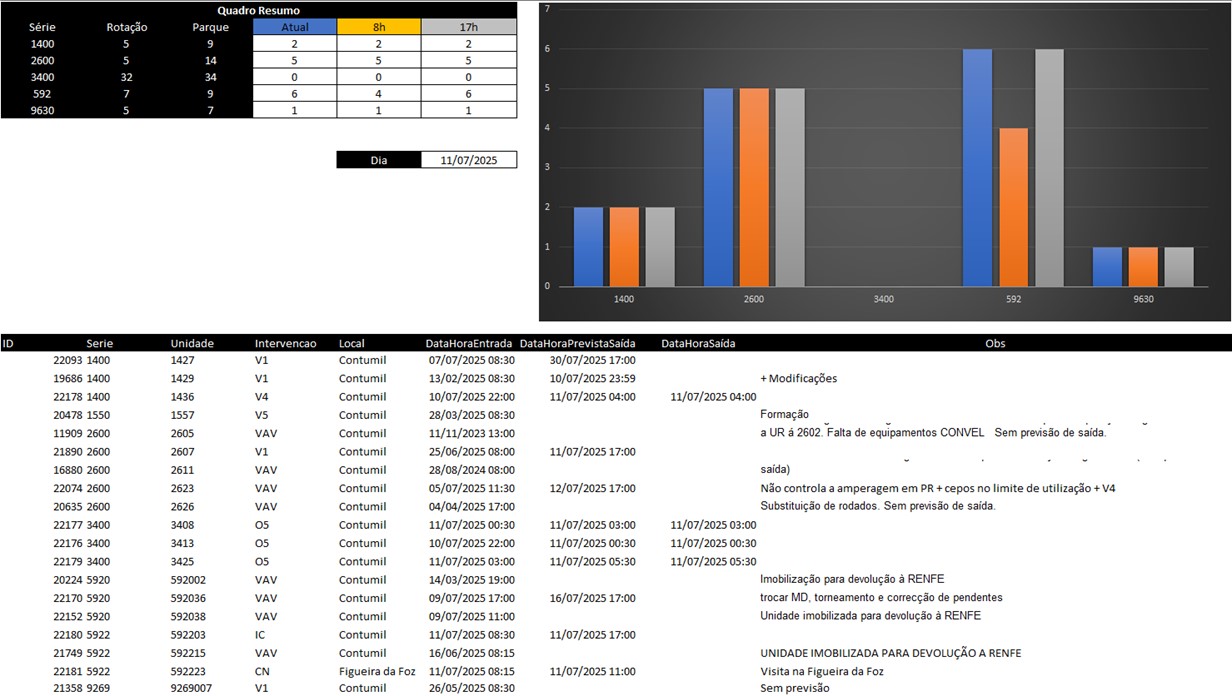 Quadro Resumo
Série Rotação Parque Atual 8h 17h
1400 5 9 2 2 2
2600 5 14 5 5 5
3400 32 34 0 0 0
592 7 9 6 4 6
9630 5 7 1 1 1
Dia 11/07/2025
7
6
5
4
3
2
1
0
1400 2600 3400 592 9630
ID Serie Unidade Intervencao Local DataHoraEntrada DataHoraPrevistaSaída DataHoraSaída Obs
22093 1400 1427 V1 Contumil 07/07/2025 08:30 30/07/2025 17:00
19686 1400 1429 V1 Contumil 13/02/2025 08:30 10/07/2025 23:59 + Modificações
22178 1400 1436 V4 Contumil 10/07/2025 22:00 11/07/2025 04:00 11/07/2025 04:00
20478 1550 1557 V5 Contumil 28/03/2025 08:30 Formação
11909 2600 2605 VAV Contumil 11/11/2023 13:00 a UR á 2602. Falta de equipamentos CONVEL Sem previsão de saída.
21890 2600 2607 V1 Contumil 25/06/2025 08:00 11/07/2025 17:00
16880 2600 2611 VAV Contumil 28/08/2024 08:00 saída)
22074 2600 2623 VAV Contumil 05/07/2025 11:30 12/07/2025 17:00 Não controla a amperagem em PR + cepos no limite de utilização + V4
20635 2600 2626 VAV Contumil 04/04/2025 17:00 Substituição de rodados. Sem previsão de saída.
22177 3400 3408 O5 Contumil 11/07/2025 00:30 11/07/2025 03:00 11/07/2025 03:00
22176 3400 3413 O5 Contumil 10/07/2025 22:00 11/07/2025 00:30 11/07/2025 00:30
22179 3400 3425 O5 Contumil 11/07/2025 03:00 11/07/2025 05:30 11/07/2025 05:30
20224 5920 592002 VAV Contumil 14/03/2025 19:00 Imobilização para devolução à RENFE
22170 5920 592036 VAV Contumil 09/07/2025 17:00 16/07/2025 17:00 trocar MD, torneamento e correcção de pendentes
22152 5920 592038 VAV Contumil 09/07/2025 11:00 Unidade imobilizada para devolução à RENFE
22180 5922 592203 IC Contumil 11/07/2025 08:30 11/07/2025 17:00
21749 5922 592215 VAV Contumil 16/06/2025 08:15 UNIDADE IMOBILIZADA PARA DEVOLUÇÃO A RENFE
22181 5922 592223 CN Figueira da Foz 11/07/2025 08:15 11/07/2025 11:00 Visita na Figueira da Foz
21358 9269 9269007 V1 Contumil 26/05/2025 08:30 Sem previsão